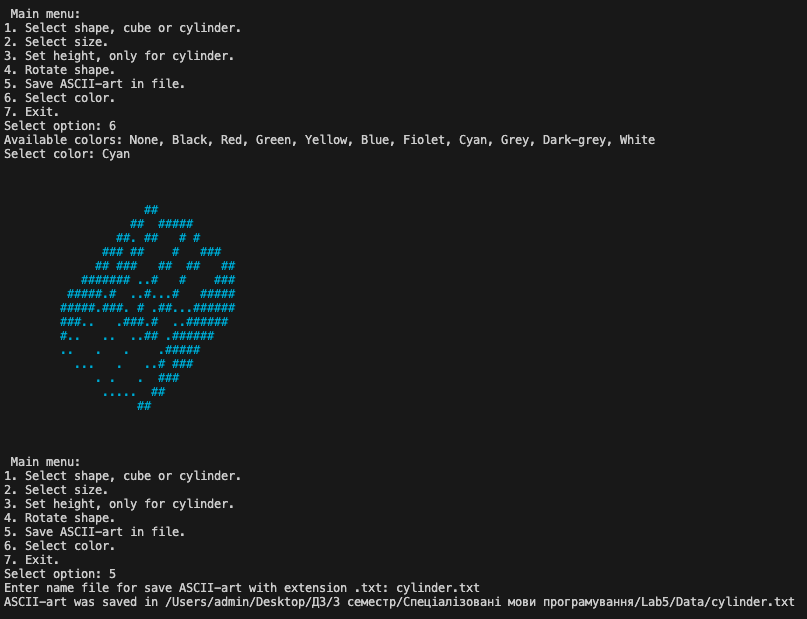 Main menu:
1. Select shape, cube or cylinder.
2. Select size.
3. Set height, only for cylinder.
4. Rotate shape.
5. Save ASCII-art in file.
6. Select color.
7. Exit.
Select option: 6
Available colors: None, Black, Red, Green, Yellow, Blue, Fiolet, Cyan, Grey, Dark-grey, White
Select color: Cyan
            ##
          ##  #####
        ##. ##   # #
      ### ##    #   ###
     ## ###   ##  ##   ##
   ####### ..#   #    ###
 #####.#  ..#...#   #####
#####.###. # .##...######
###..   .###.#  ..######
#..   ..  ..## .######
..   .   .    .#####
  ...   .   ..# ###
     . .   .  ###
      .....  ##
           ##
Main menu:
1. Select shape, cube or cylinder.
2. Select size.
3. Set height, only for cylinder.
4. Rotate shape.
5. Save ASCII-art in file.
6. Select color.
7. Exit.
Select option: 5
Enter name file for save ASCII-art with extension .txt: cylinder.txt
ASCII-art was saved in /Users/admin/Desktop/ДЗ/3 семестр/Спеціалізовані мови програмування/Lab5/Data/cylinder.txt